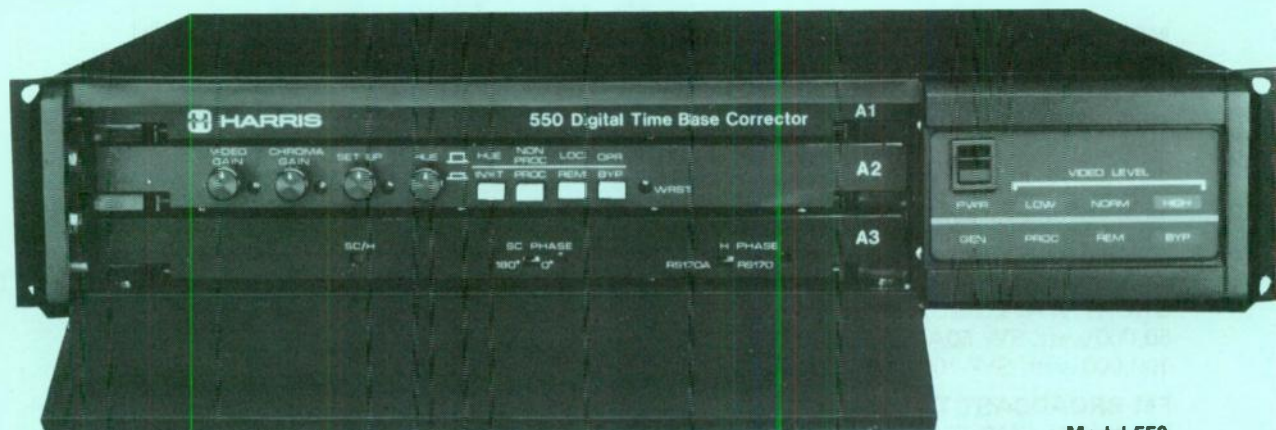 HARRIS
550 Digital Time Base Corrector
A1
VIDEO GAIN
CHROMA GAIN
SET UP
HUE
HUE
NON PROC
LOC
OPR
PROC
REM
BYP
A2
PWR
VIDEO LEVEL
LOW
NORM
HIGH
GEN
PROC
REM
BYP
SC/H
SC PHASE
180° 0°
H PHASE
RS170A
RS170
A3
Model 550